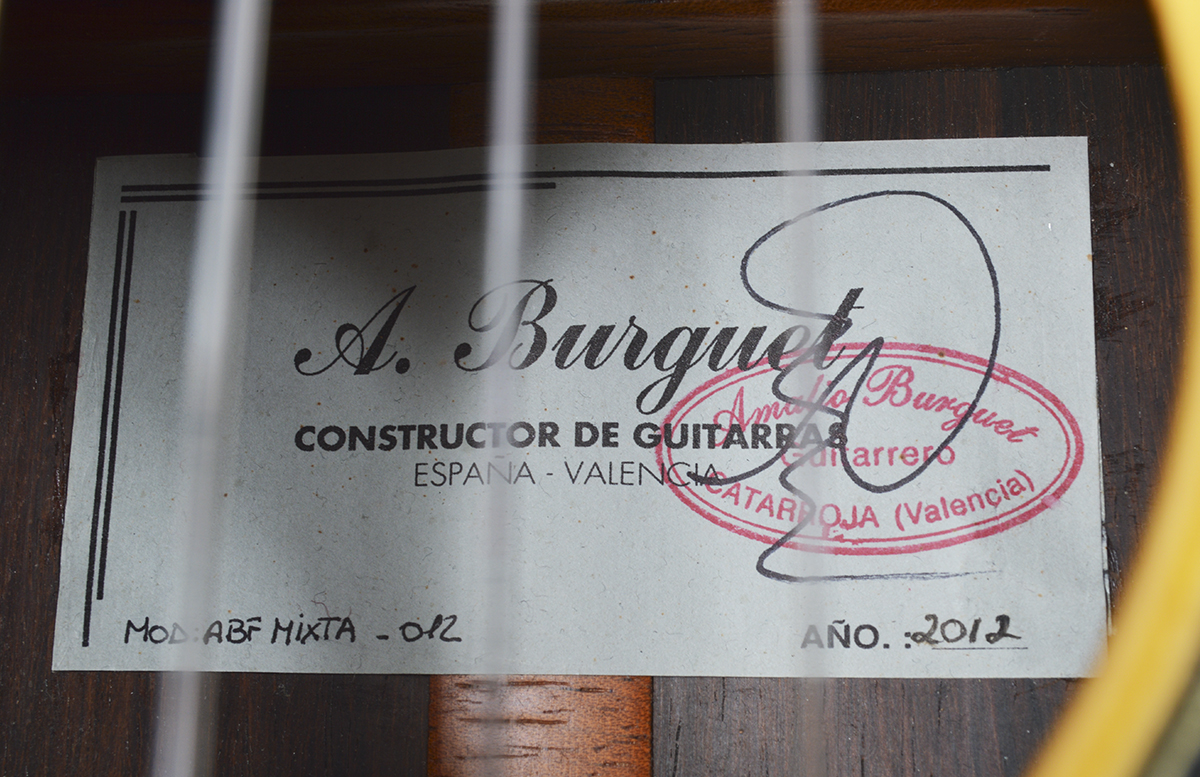 A. Burguet
CONSTRUCTOR DE GUITARRAS
ESPAÑA - VALENCIA
Amalio Burguet
Guitarrero
CATARROJA (Valencia)
MOD: ABF MIXTA - 012
AÑO. : 2012